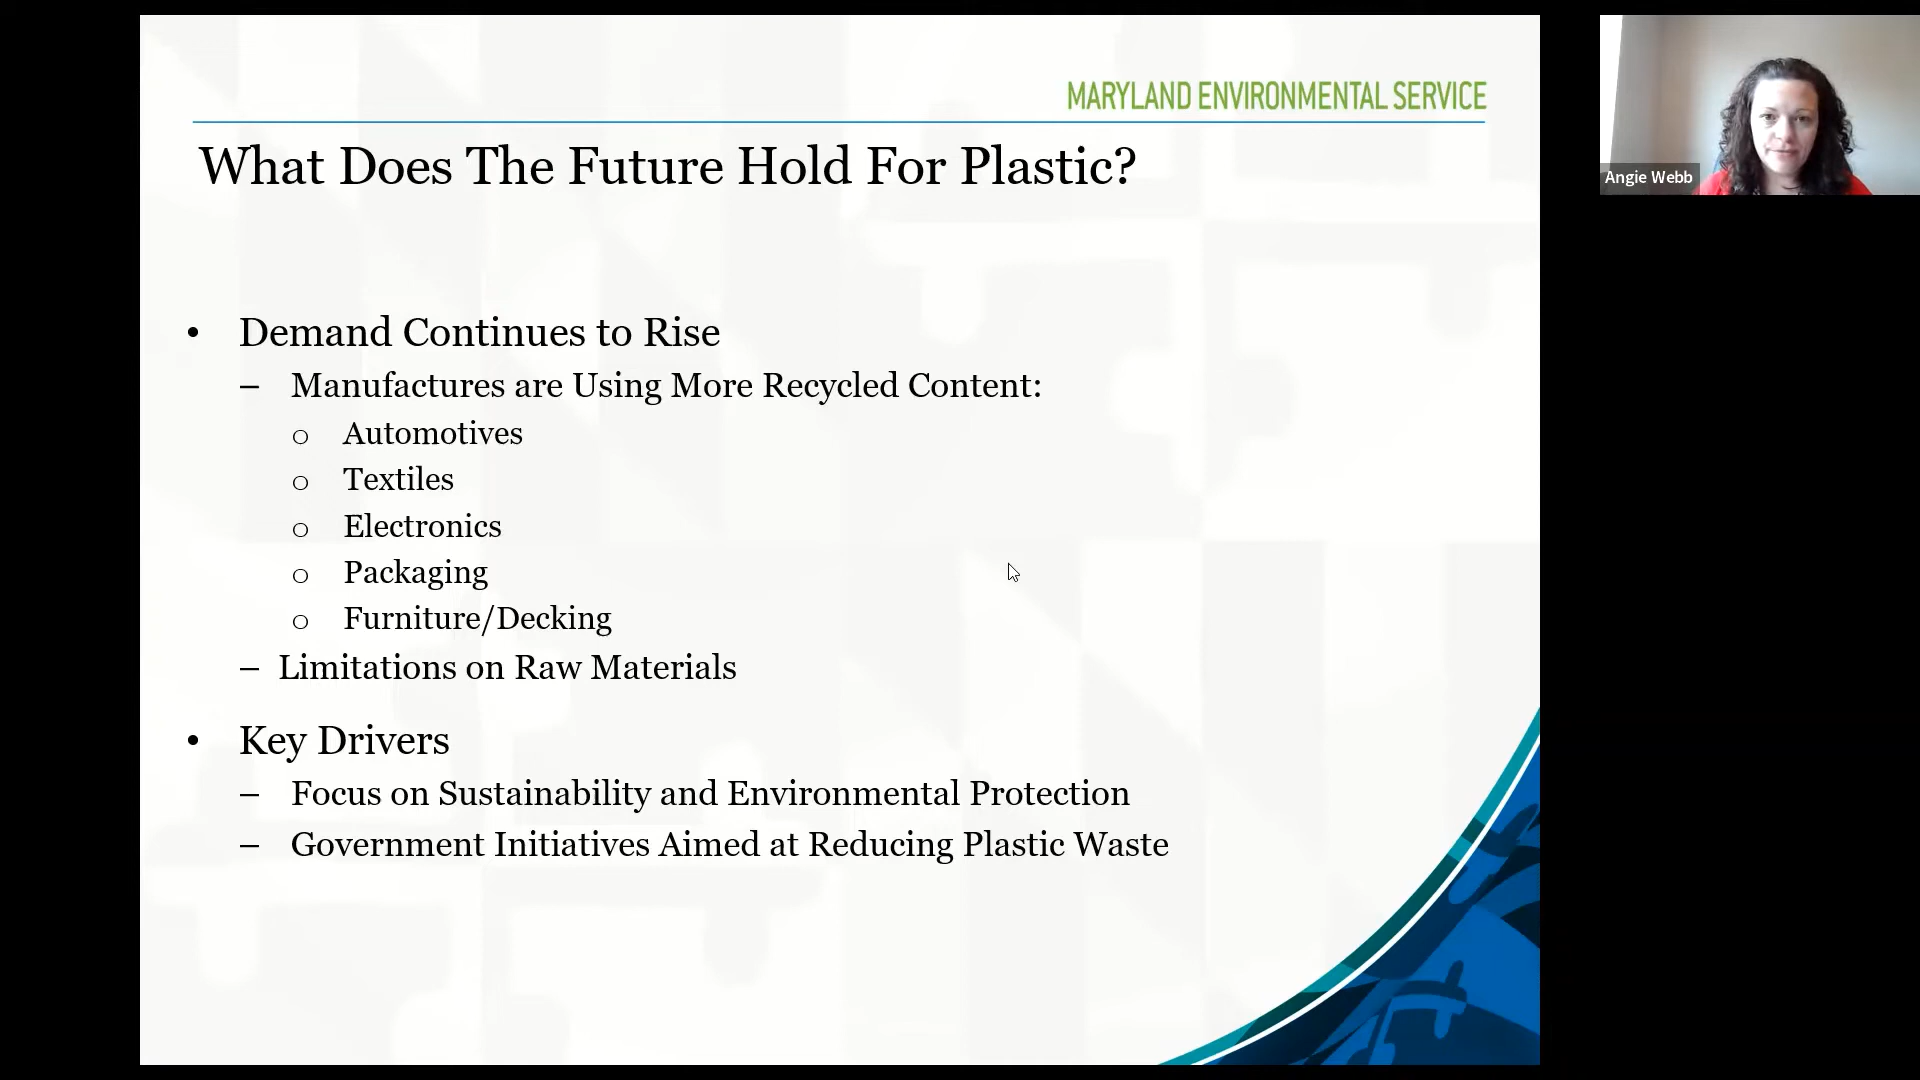 MARYLAND ENVIRONMENTAL SERVICE
What Does The Future Hold For Plastic?
• Demand Continues to Rise
– Manufactures are Using More Recycled Content:
o Automotives
o Textiles
o Electronics
o Packaging
o Furniture/Decking
– Limitations on Raw Materials
• Key Drivers
– Focus on Sustainability and Environmental Protection
– Government Initiatives Aimed at Reducing Plastic Waste
Angie Webb